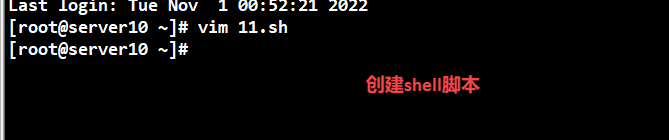 Last login: Tue Nov  1 00:52:21 2022
[root@server10 ~]# vim 11.sh
[root@server10 ~]#
创建shell脚本